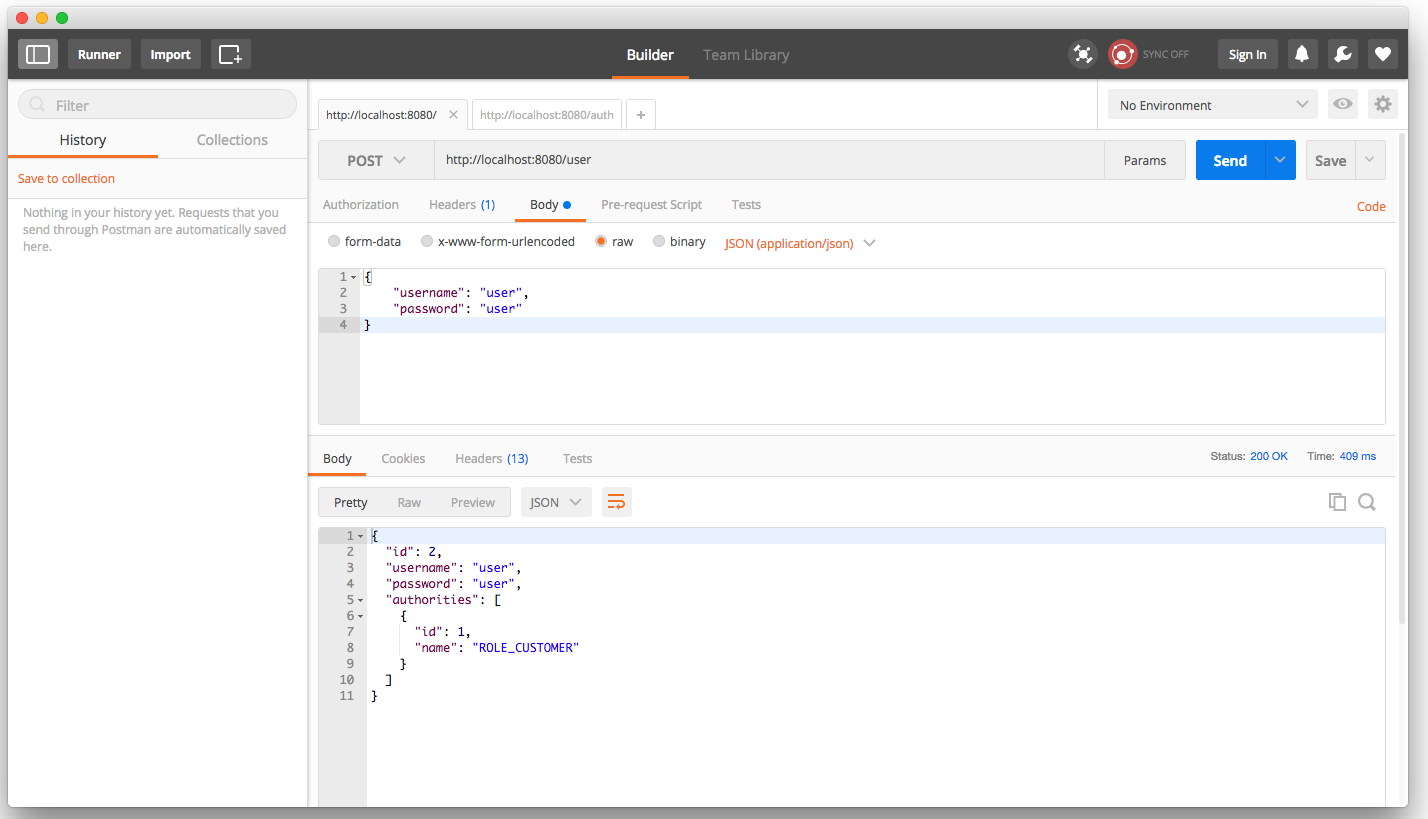 Runner Import Builder Team Library SYNC OFF Sign In
Filter
History Collections
Save to collection
Nothing in your history yet. Requests that you
send through Postman are automatically saved
here.
http://localhost:8080/ http://localhost:8080/auth + No Environment
POST http://localhost:8080/user Params Send Save
Authorization Headers (1) Body Pre-request Script Tests Code
form-data x-www-form-urlencoded raw binary JSON (application/json)
1 {
2 "username": "user",
3 "password": "user"
4 }
Body Cookies Headers (13) Tests Status: 200 OK Time: 409 ms
Pretty Raw Preview JSON
1 {
2 "id": 2,
3 "username": "user",
4 "password": "user",
5 "authorities": [
6 {
7 "id": 1,
8 "name": "ROLE_CUSTOMER"
9 }
10 ]
11 }